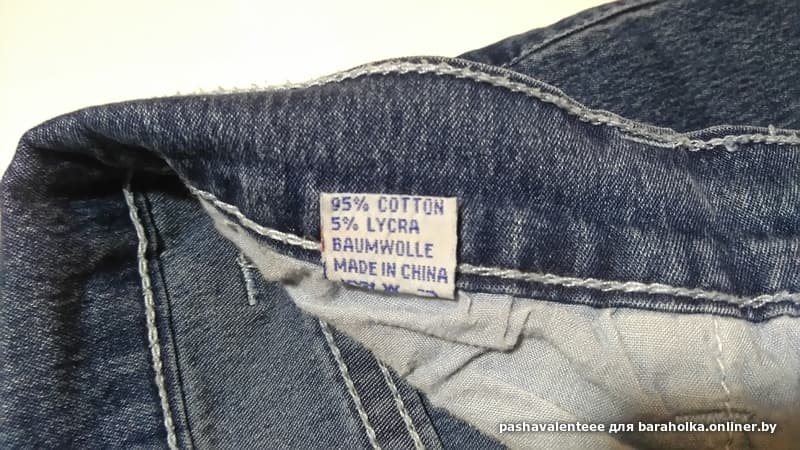 95% COTTON
5% LYCRA
BAUMWOLLE
MADE IN CHINA
pashavalenteee для baraholka.onliner.by